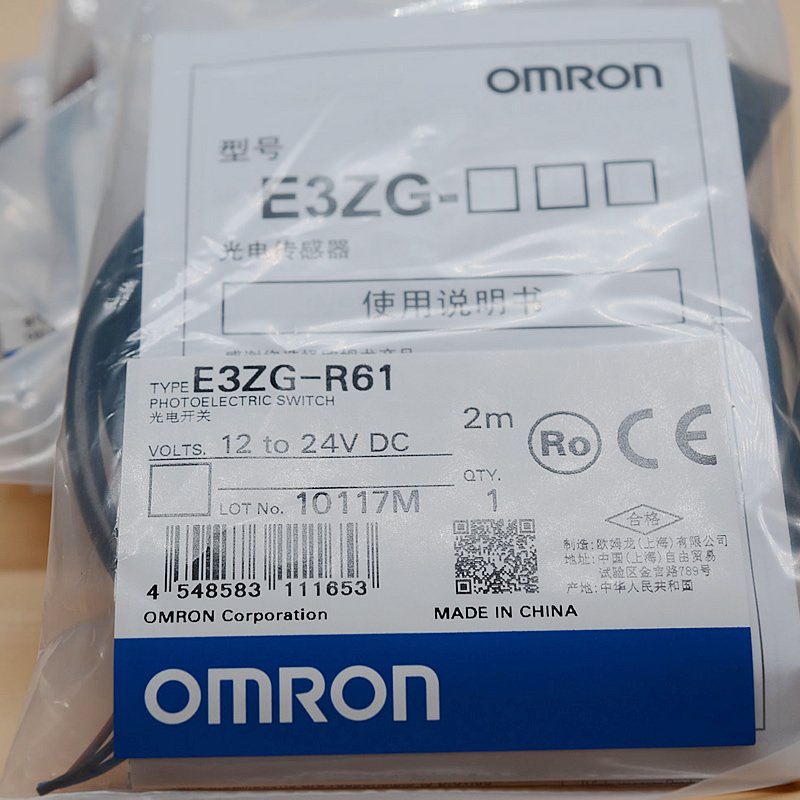 OMRON
型号
E3ZG-□□□
光电传感器
使用说明书
TYPE E3ZG-R61
PHOTOELECTRIC SWITCH
光电开关
2m
VOLTS. 12 to 24V DC
Ro CE
QTY.
LOT No. 10117M 1
合格
制造:欧姆龙(上海)有限公司
地址:中国(上海)自由贸易
试验区金吉路789号
产地:中华人民共和国
4 548583 111653
OMRON Corporation MADE IN CHINA
OMRON